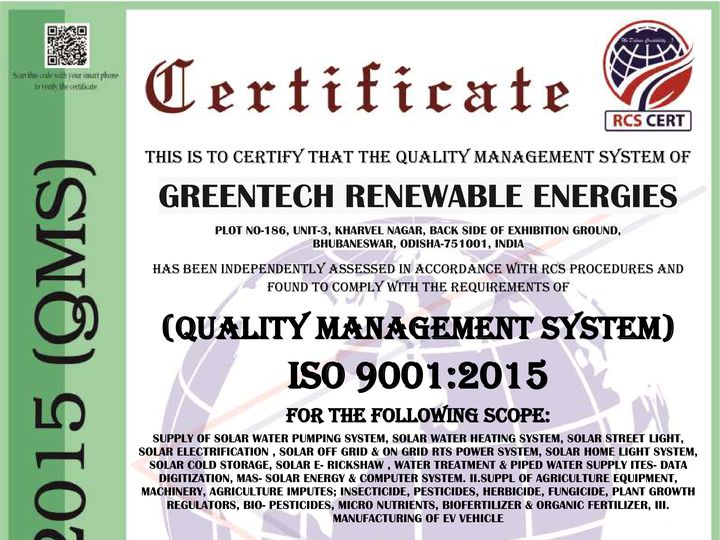 Scan this code with your smart phone
to verify the certificate
Certificate
We Deliver Credibility...!
RCS CERT
THIS IS TO CERTIFY THAT THE QUALITY MANAGEMENT SYSTEM OF
GREENTECH RENEWABLE ENERGIES
PLOT NO-186, UNIT-3, KHARVEL NAGAR, BACK SIDE OF EXHIBITION GROUND,
BHUBANESWAR, ODISHA-751001, INDIA
HAS BEEN INDEPENDENTLY ASSESSED IN ACCORDANCE WITH RCS PROCEDURES AND
FOUND TO COMPLY WITH THE REQUIREMENTS OF
(QUALITY MANAGEMENT SYSTEM)
ISO 9001:2015
FOR THE FOLLOWING SCOPE:
SUPPLY OF SOLAR WATER PUMPING SYSTEM, SOLAR WATER HEATING SYSTEM, SOLAR STREET LIGHT,
SOLAR ELECTRIFICATION , SOLAR OFF GRID & ON GRID RTS POWER SYSTEM, SOLAR HOME LIGHT SYSTEM,
SOLAR COLD STORAGE, SOLAR E- RICKSHAW , WATER TREATMENT & PIPED WATER SUPPLY ITES- DATA
DIGITIZATION, MAS- SOLAR ENERGY & COMPUTER SYSTEM. II.SUPPL OF AGRICULTURE EQUIPMENT,
MACHINERY, AGRICULTURE IMPUTES; INSECTICIDE, PESTICIDES, HERBICIDE, FUNGICIDE, PLANT GROWTH
REGULATORS, BIO- PESTICIDES, MICRO NUTRIENTS, BIOFERTILIZER & ORGANIC FERTILIZER, III.
MANUFACTURING OF EV VEHICLE
2015 (QMS)